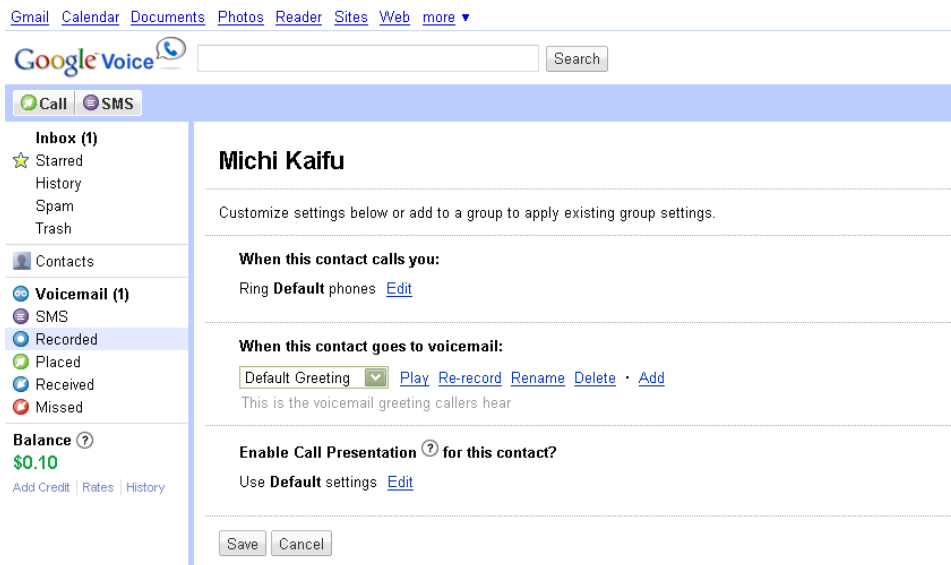 Gmail Calendar Documents Photos Reader Sites Web more ▼
Google Voice
Search
Call SMS
Inbox (1)
Starred
History
Spam
Trash
Contacts
Voicemail (1)
SMS
Recorded
Placed
Received
Missed
Balance ?
$0.10
Add Credit | Rates | History
Michi Kaifu
Customize settings below or add to a group to apply existing group settings.
When this contact calls you:
Ring Default phones Edit
When this contact goes to voicemail:
Default Greeting Play Re-record Rename Delete · Add
This is the voicemail greeting callers hear
Enable Call Presentation ? for this contact?
Use Default settings Edit
Save Cancel